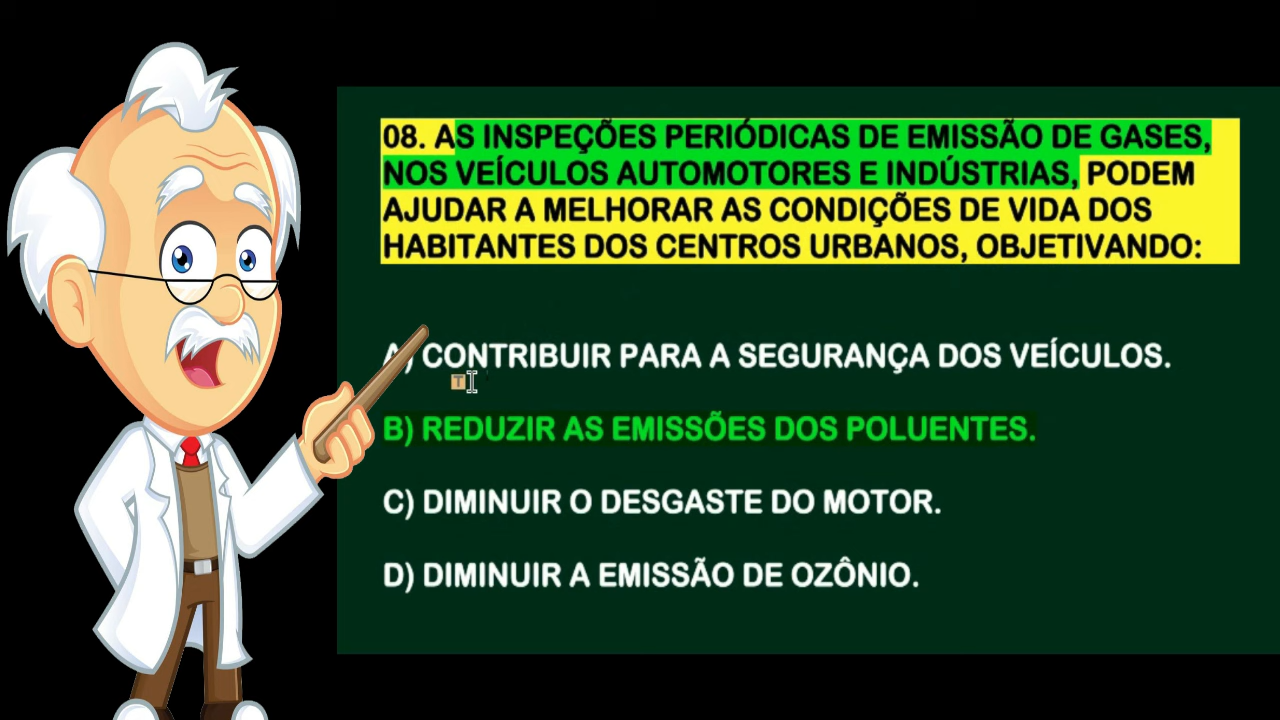 08. AS INSPEÇÕES PERIÓDICAS DE EMISSÃO DE GASES,
NOS VEÍCULOS AUTOMOTORES E INDÚSTRIAS, PODEM
AJUDAR A MELHORAR AS CONDIÇÕES DE VIDA DOS
HABITANTES DOS CENTROS URBANOS, OBJETIVANDO:
A) CONTRIBUIR PARA A SEGURANÇA DOS VEÍCULOS.
T
B) REDUZIR AS EMISSÕES DOS POLUENTES.
C) DIMINUIR O DESGASTE DO MOTOR.
D) DIMINUIR A EMISSÃO DE OZÔNIO.